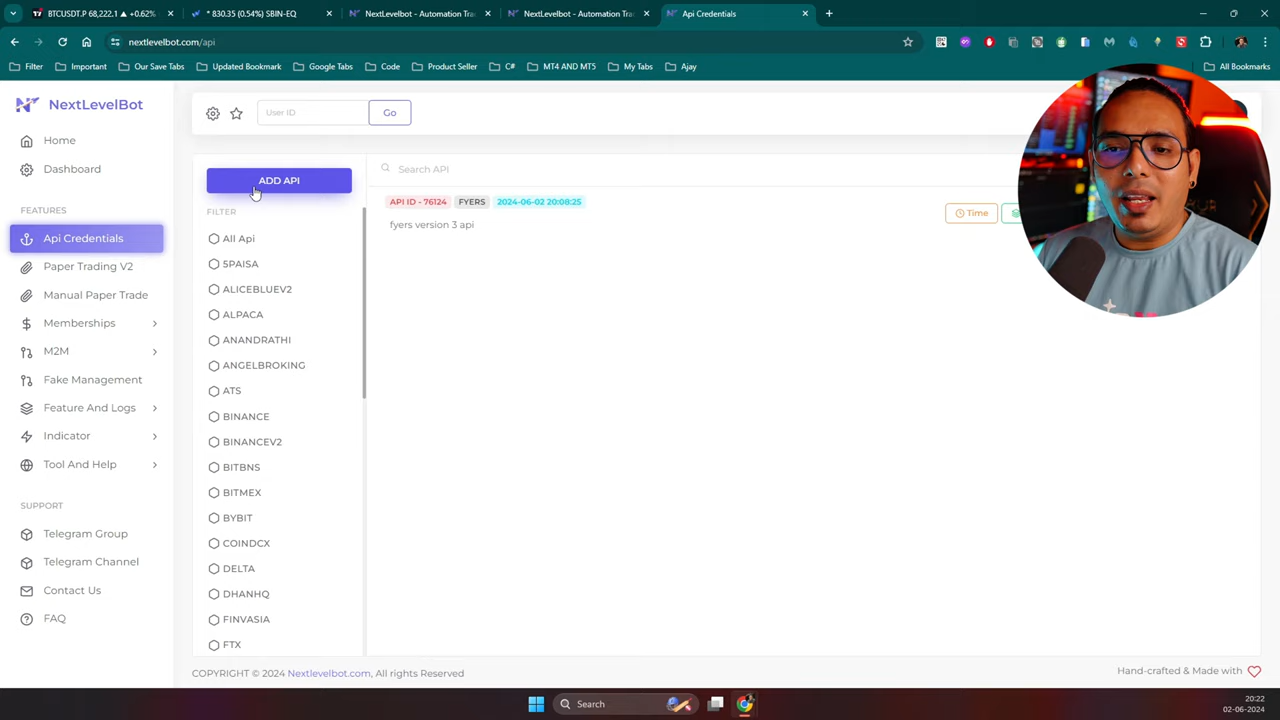 BTCUSDT.P 68,222.1 ▲ +0.62%
* 830.35 (0.54%) SBIN-EQ
NextLevelbot - Automation Tra
NextLevelbot - Automation Tra
Api Credentials
nextlevelbot.com/api
Filter
Important
Our Save Tabs
Updated Bookmark
Google Tabs
Code
Product Seller
C#
MT4 AND MT5
My Tabs
Ajay
All Bookmarks
NextLevelBot
Home
Dashboard
FEATURES
Api Credentials
Paper Trading V2
Manual Paper Trade
Memberships
M2M
Fake Management
Feature And Logs
Indicator
Tool And Help
SUPPORT
Telegram Group
Telegram Channel
Contact Us
FAQ
User ID
Go
ADD API
FILTER
All Api
5PAISA
ALICEBLUEV2
ALPACA
ANANDRATHI
ANGELBROKING
ATS
BINANCE
BINANCEV2
BITBNS
BITMEX
BYBIT
COINDCX
DELTA
DHANHQ
FINVASIA
FTX
Search API
API ID - 76124 FYERS 2024-06-02 20:08:25
fyers version 3 api
Time
COPYRIGHT © 2024 Nextlevelbot.com, All rights Reserved
Hand-crafted & Made with
Search
20:22
02-06-2024